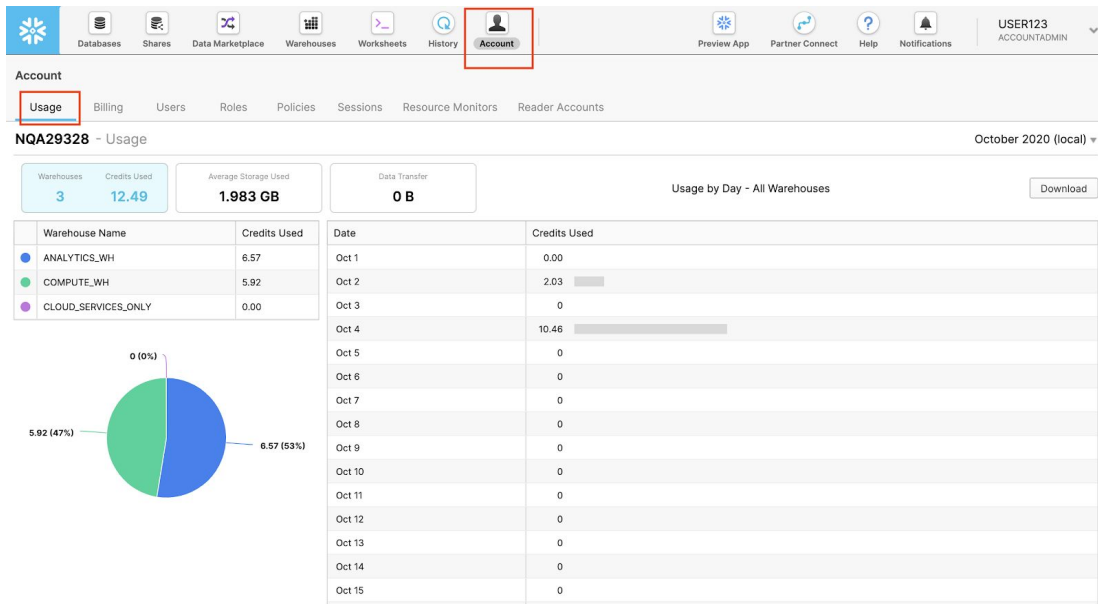 Databases Shares Data Marketplace Warehouses Worksheets History Account Preview App Partner Connect Help Notifications USER123
ACCOUNTADMIN
Account
Usage Billing Users Roles Policies Sessions Resource Monitors Reader Accounts
NQA29328 - Usage October 2020 (local)
Warehouses Credits Used Average Storage Used Data Transfer
3 12.49 1.983 GB 0 B Usage by Day - All Warehouses Download
Warehouse Name Credits Used Date Credits Used
ANALYTICS_WH 6.57 Oct 1 0.00
COMPUTE_WH 5.92 Oct 2 2.03
CLOUD_SERVICES_ONLY 0.00 Oct 3 0
Oct 4 10.46
0 (0%) Oct 5 0
Oct 6 0
Oct 7 0
5.92 (47%) Oct 8 0
6.57 (53%) Oct 9 0
Oct 10 0
Oct 11 0
Oct 12 0
Oct 13 0
Oct 14 0
Oct 15 0